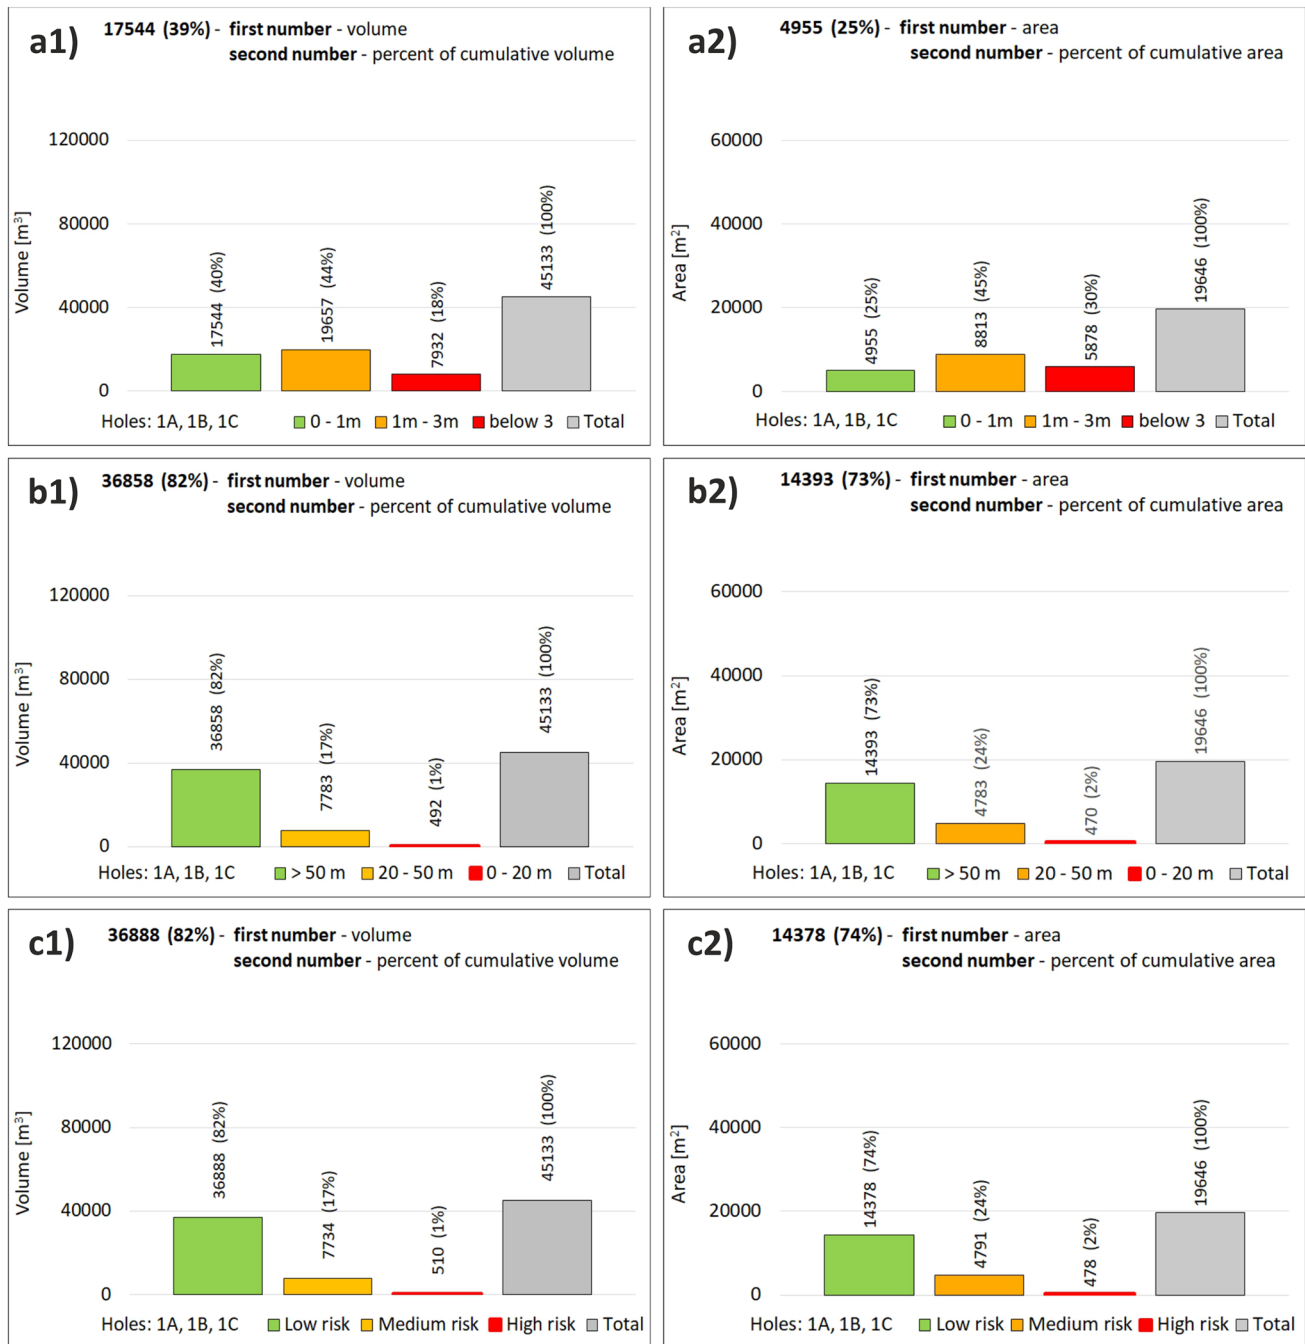 a1)
17544 (39%) - first number - volume
second number - percent of cumulative volume
120000
80000
40000
0
Volume [m³]
17544 (40%)
19657 (44%)
7932 (18%)
45133 (100%)
Holes: 1A, 1B, 1C 0 - 1m 1m - 3m below 3 Total
a2)
4955 (25%) - first number - area
second number - percent of cumulative area
60000
40000
20000
0
Area [m²]
4955 (25%)
8813 (45%)
5878 (30%)
19646 (100%)
Holes: 1A, 1B, 1C 0 - 1m 1m - 3m below 3 Total
b1)
36858 (82%) - first number - volume
second number - percent of cumulative volume
120000
80000
40000
0
Volume [m³]
36858 (82%)
7783 (17%)
492 (1%)
45133 (100%)
Holes: 1A, 1B, 1C > 50 m 20 - 50 m 0 - 20 m Total
b2)
14393 (73%) - first number - area
second number - percent of cumulative area
60000
40000
20000
0
Area [m²]
14393 (73%)
4783 (24%)
470 (2%)
19646 (100%)
Holes: 1A, 1B, 1C > 50 m 20 - 50 m 0 - 20 m Total
c1)
36888 (82%) - first number - volume
second number - percent of cumulative volume
120000
80000
40000
0
Volume [m³]
36888 (82%)
7734 (17%)
510 (1%)
45133 (100%)
Holes: 1A, 1B, 1C Low risk Medium risk High risk Total
c2)
14378 (74%) - first number - area
second number - percent of cumulative area
60000
40000
20000
0
Area [m²]
14378 (74%)
4791 (24%)
478 (2%)
19646 (100%)
Holes: 1A, 1B, 1C Low risk Medium risk High risk Total